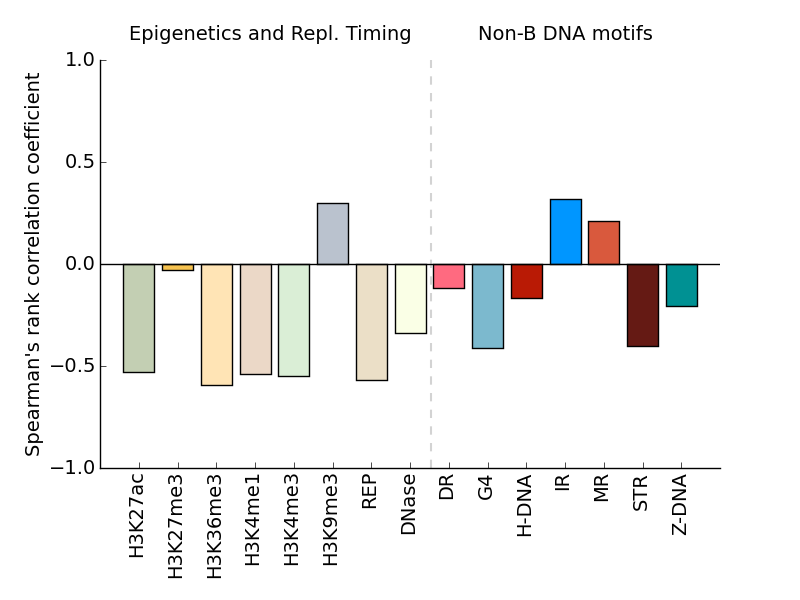 Epigenetics and Repl. Timing
Non-B DNA motifs
Spearman's rank correlation coefficient
1.0
0.5
0.0
−0.5
−1.0
H3K27ac
H3K27me3
H3K36me3
H3K4me1
H3K4me3
H3K9me3
REP
DNase
DR
G4
H-DNA
IR
MR
STR
Z-DNA